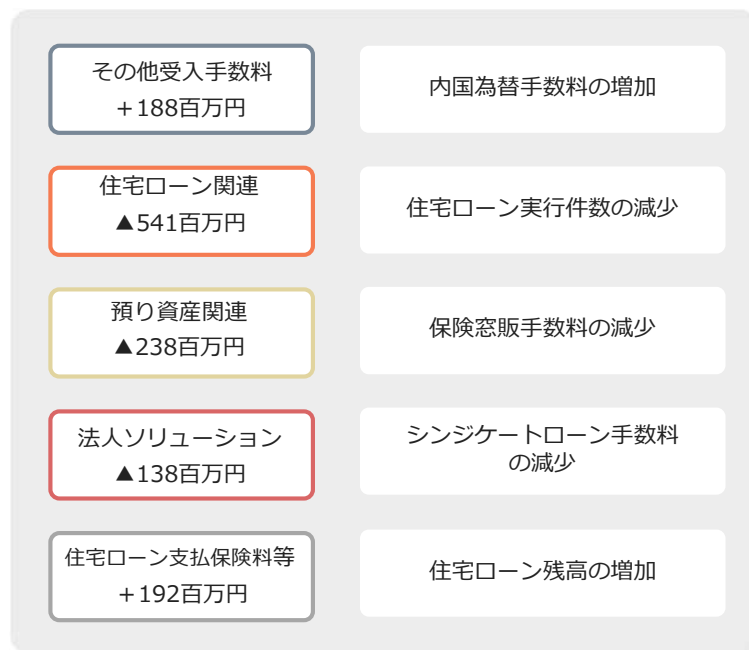 その他受入手数料
+188百万円
内国為替手数料の増加
住宅ローン関連
▲541百万円
住宅ローン実行件数の減少
預り資産関連
▲238百万円
保険窓販手数料の減少
法人ソリューション
▲138百万円
シンジケートローン手数料
の減少
住宅ローン支払保険料等
+192百万円
住宅ローン残高の増加